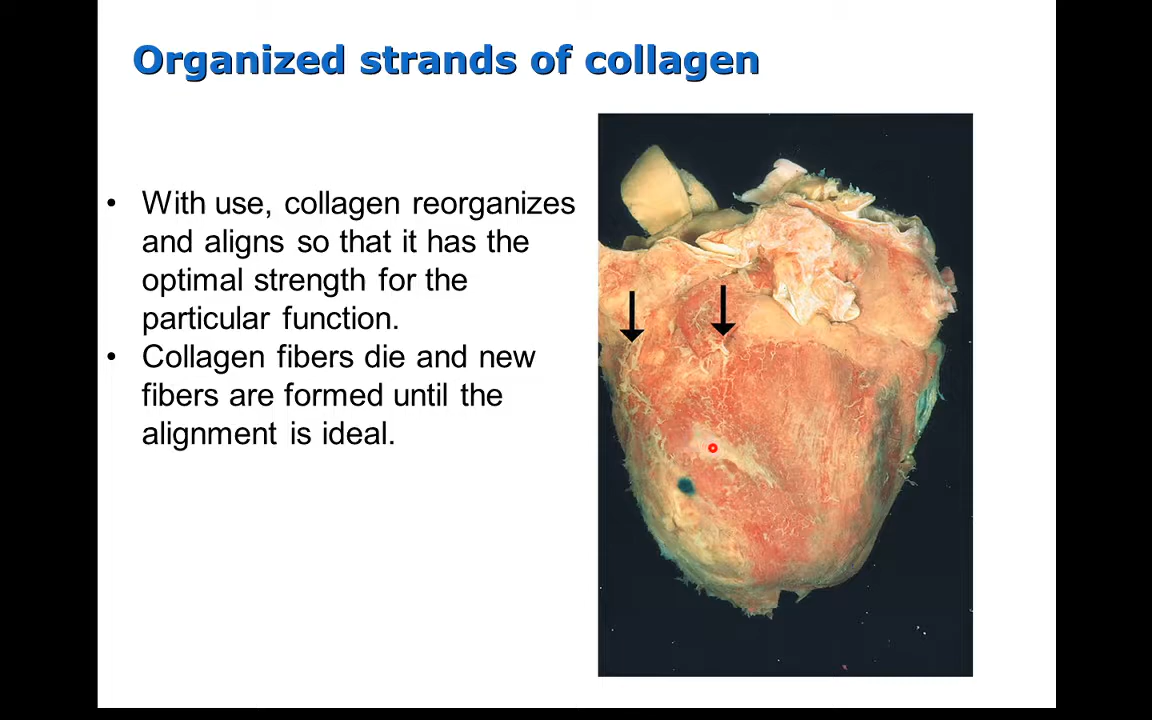 Organized strands of collagen
• With use, collagen reorganizes
and aligns so that it has the
optimal strength for the
particular function.
• Collagen fibers die and new
fibers are formed until the
alignment is ideal.